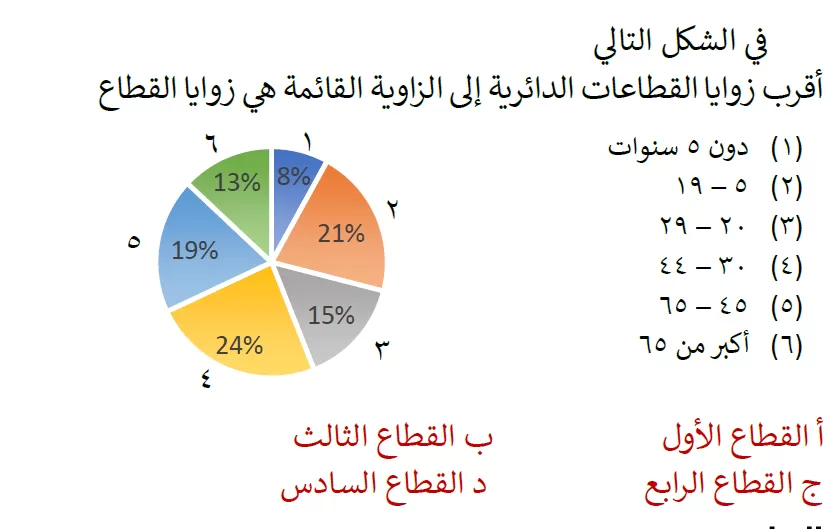 في الشكل التالي
أقرب زوايا القطاعات الدائرية إلى الزاوية القائمة هي زوايا القطاع
(١) دون ٥ سنوات
(٢) ٥ – ١٩
(٣) ٢٠ – ٢٩
(٤) ٣٠ – ٤٤
(٥) ٤٥ – ٦٥
(٦) أكبر من ٦٥
١
8%
٢
21%
٣
15%
٤
24%
٥
19%
٦
13%
أ القطاع الأول
ب القطاع الثالث
ج القطاع الرابع
د القطاع السادس